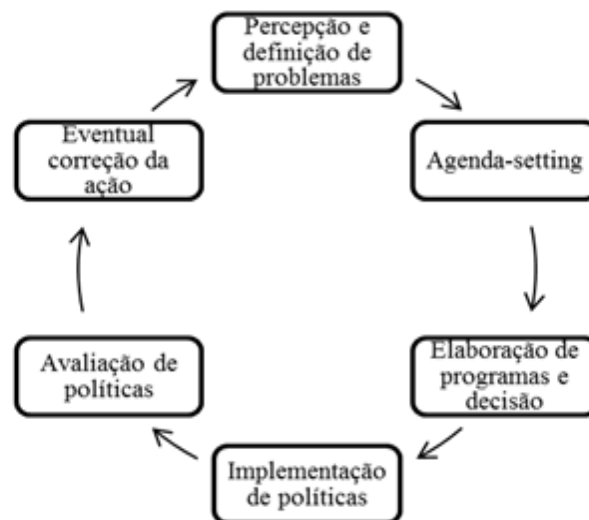 Percepção e
definição de
problemas
Agenda-setting
Elaboração de
programas e
decisão
Implementação
de políticas
Avaliação de
políticas
Eventual
correção da
ação